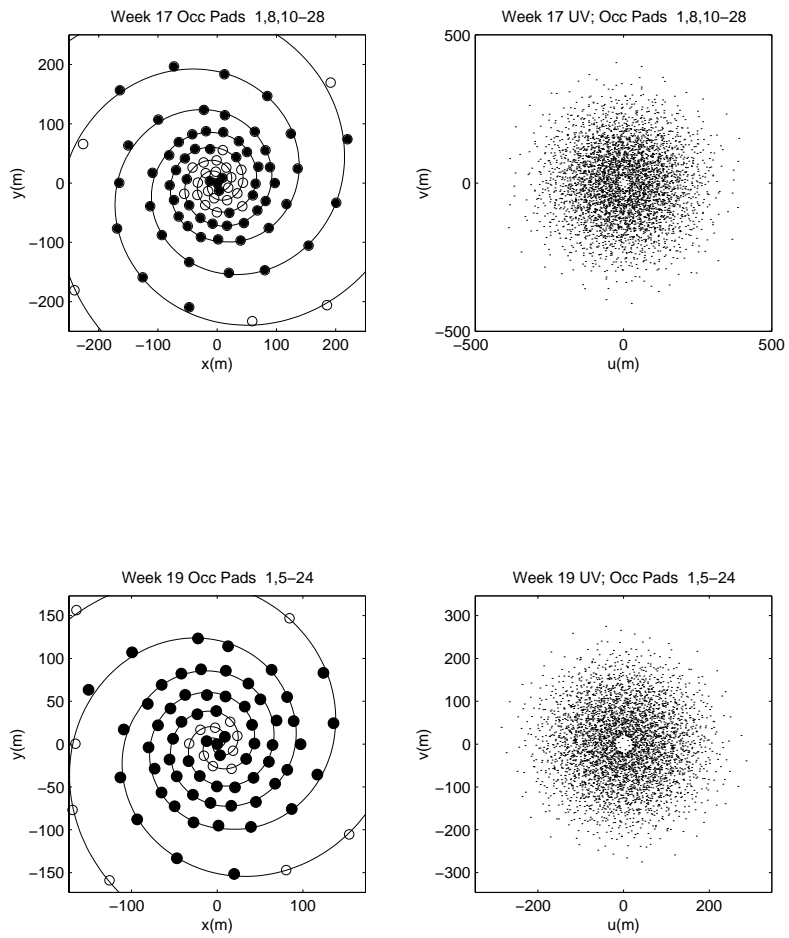 Week 17 Occ Pads 1,8,10−28
200
100
0
−100
−200
−200 −100 0 100 200
x(m)
y(m)
Week 17 UV; Occ Pads 1,8,10−28
500
0
−500
−500 0 500
u(m)
v(m)
Week 19 Occ Pads 1,5−24
150
100
50
0
−50
−100
−150
−100 0 100
x(m)
y(m)
Week 19 UV; Occ Pads 1,5−24
300
200
100
0
−100
−200
−300
−200 0 200
u(m)
v(m)